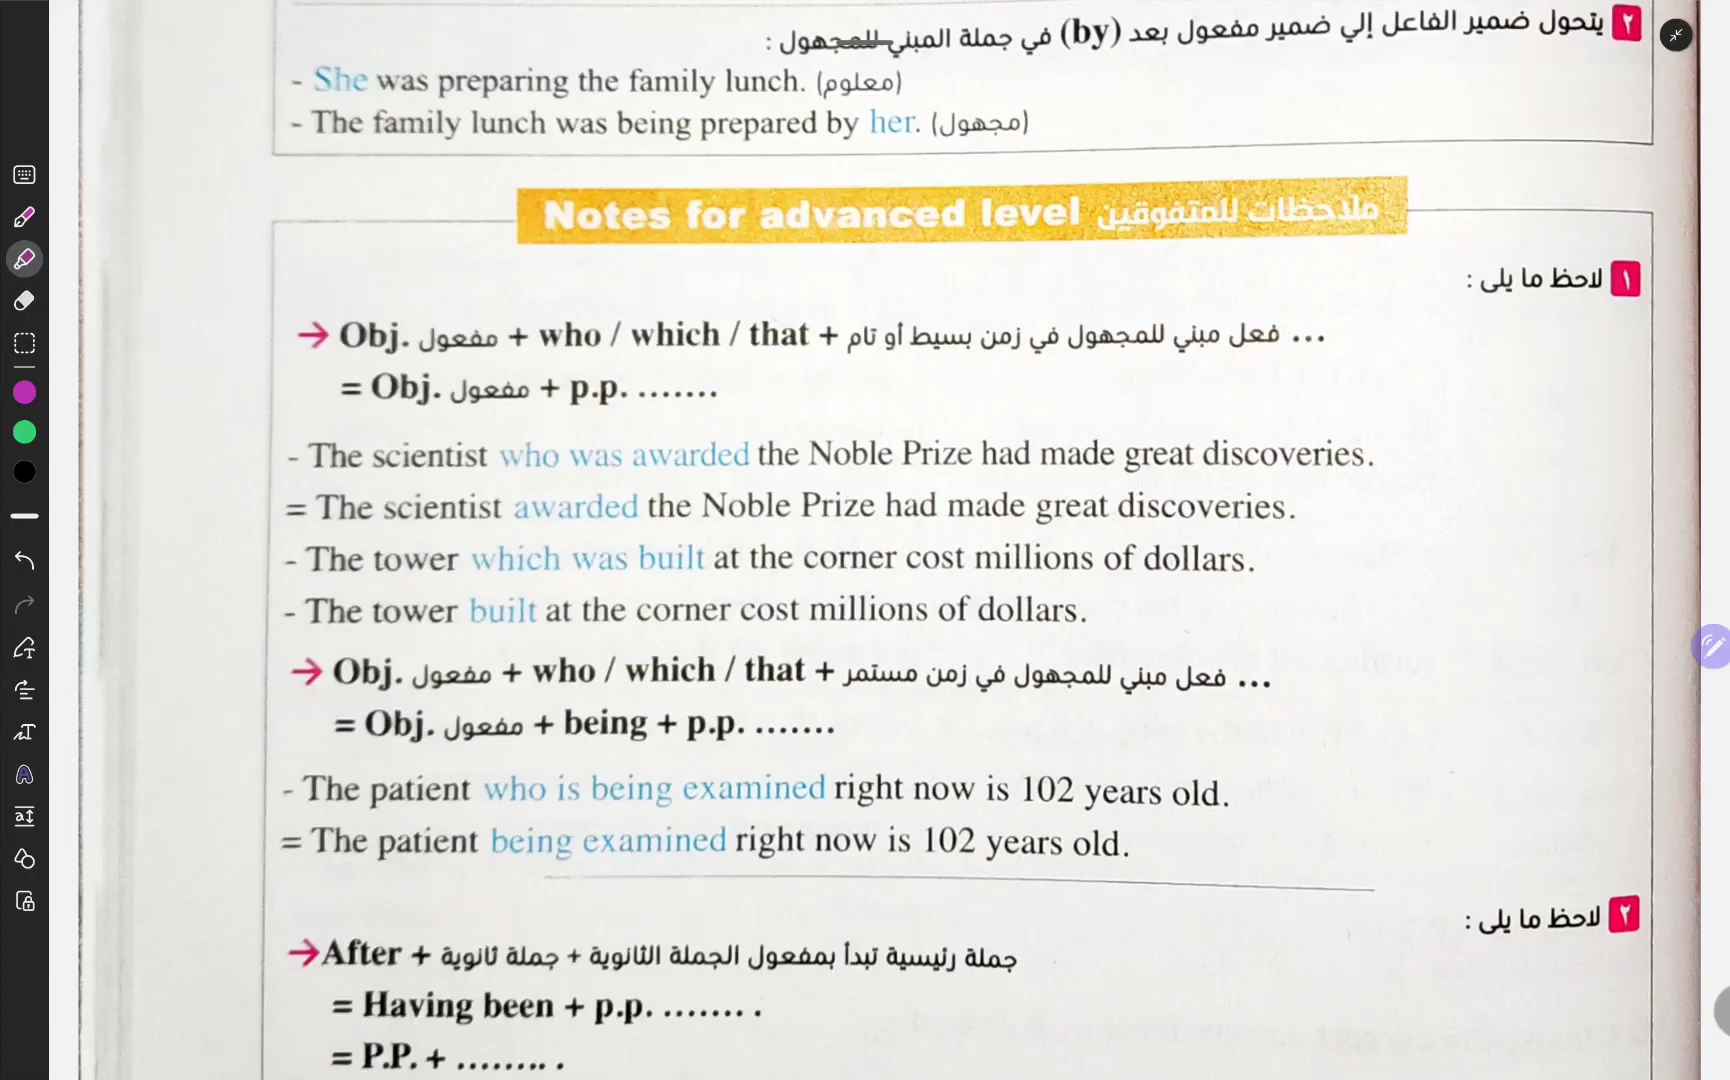 ٢ يتحول ضمير الفاعل إلي ضمير مفعول بعد (by) في جملة المبني للمجهول :
- She was preparing the family lunch. (معلوم)
- The family lunch was being prepared by her. (مجهول)
Notes for advanced level ملاحظات للمتفوقين
١ لاحظ ما يلى :
→ Obj. مفعول + who / which / that + فعل مبني للمجهول في زمن بسيط أو تام ...
= Obj. مفعول + p.p. .......
- The scientist who was awarded the Noble Prize had made great discoveries.
= The scientist awarded the Noble Prize had made great discoveries.
- The tower which was built at the corner cost millions of dollars.
- The tower built at the corner cost millions of dollars.
→ Obj. مفعول + who / which / that + فعل مبني للمجهول في زمن مستمر ...
= Obj. مفعول + being + p.p. .......
- The patient who is being examined right now is 102 years old.
= The patient being examined right now is 102 years old.
٢ لاحظ ما يلى :
→ After + جملة رئيسية تبدأ بمفعول الجملة الثانوية + جملة ثانوية
= Having been + p.p. ....... .
= P.P. + ........ .